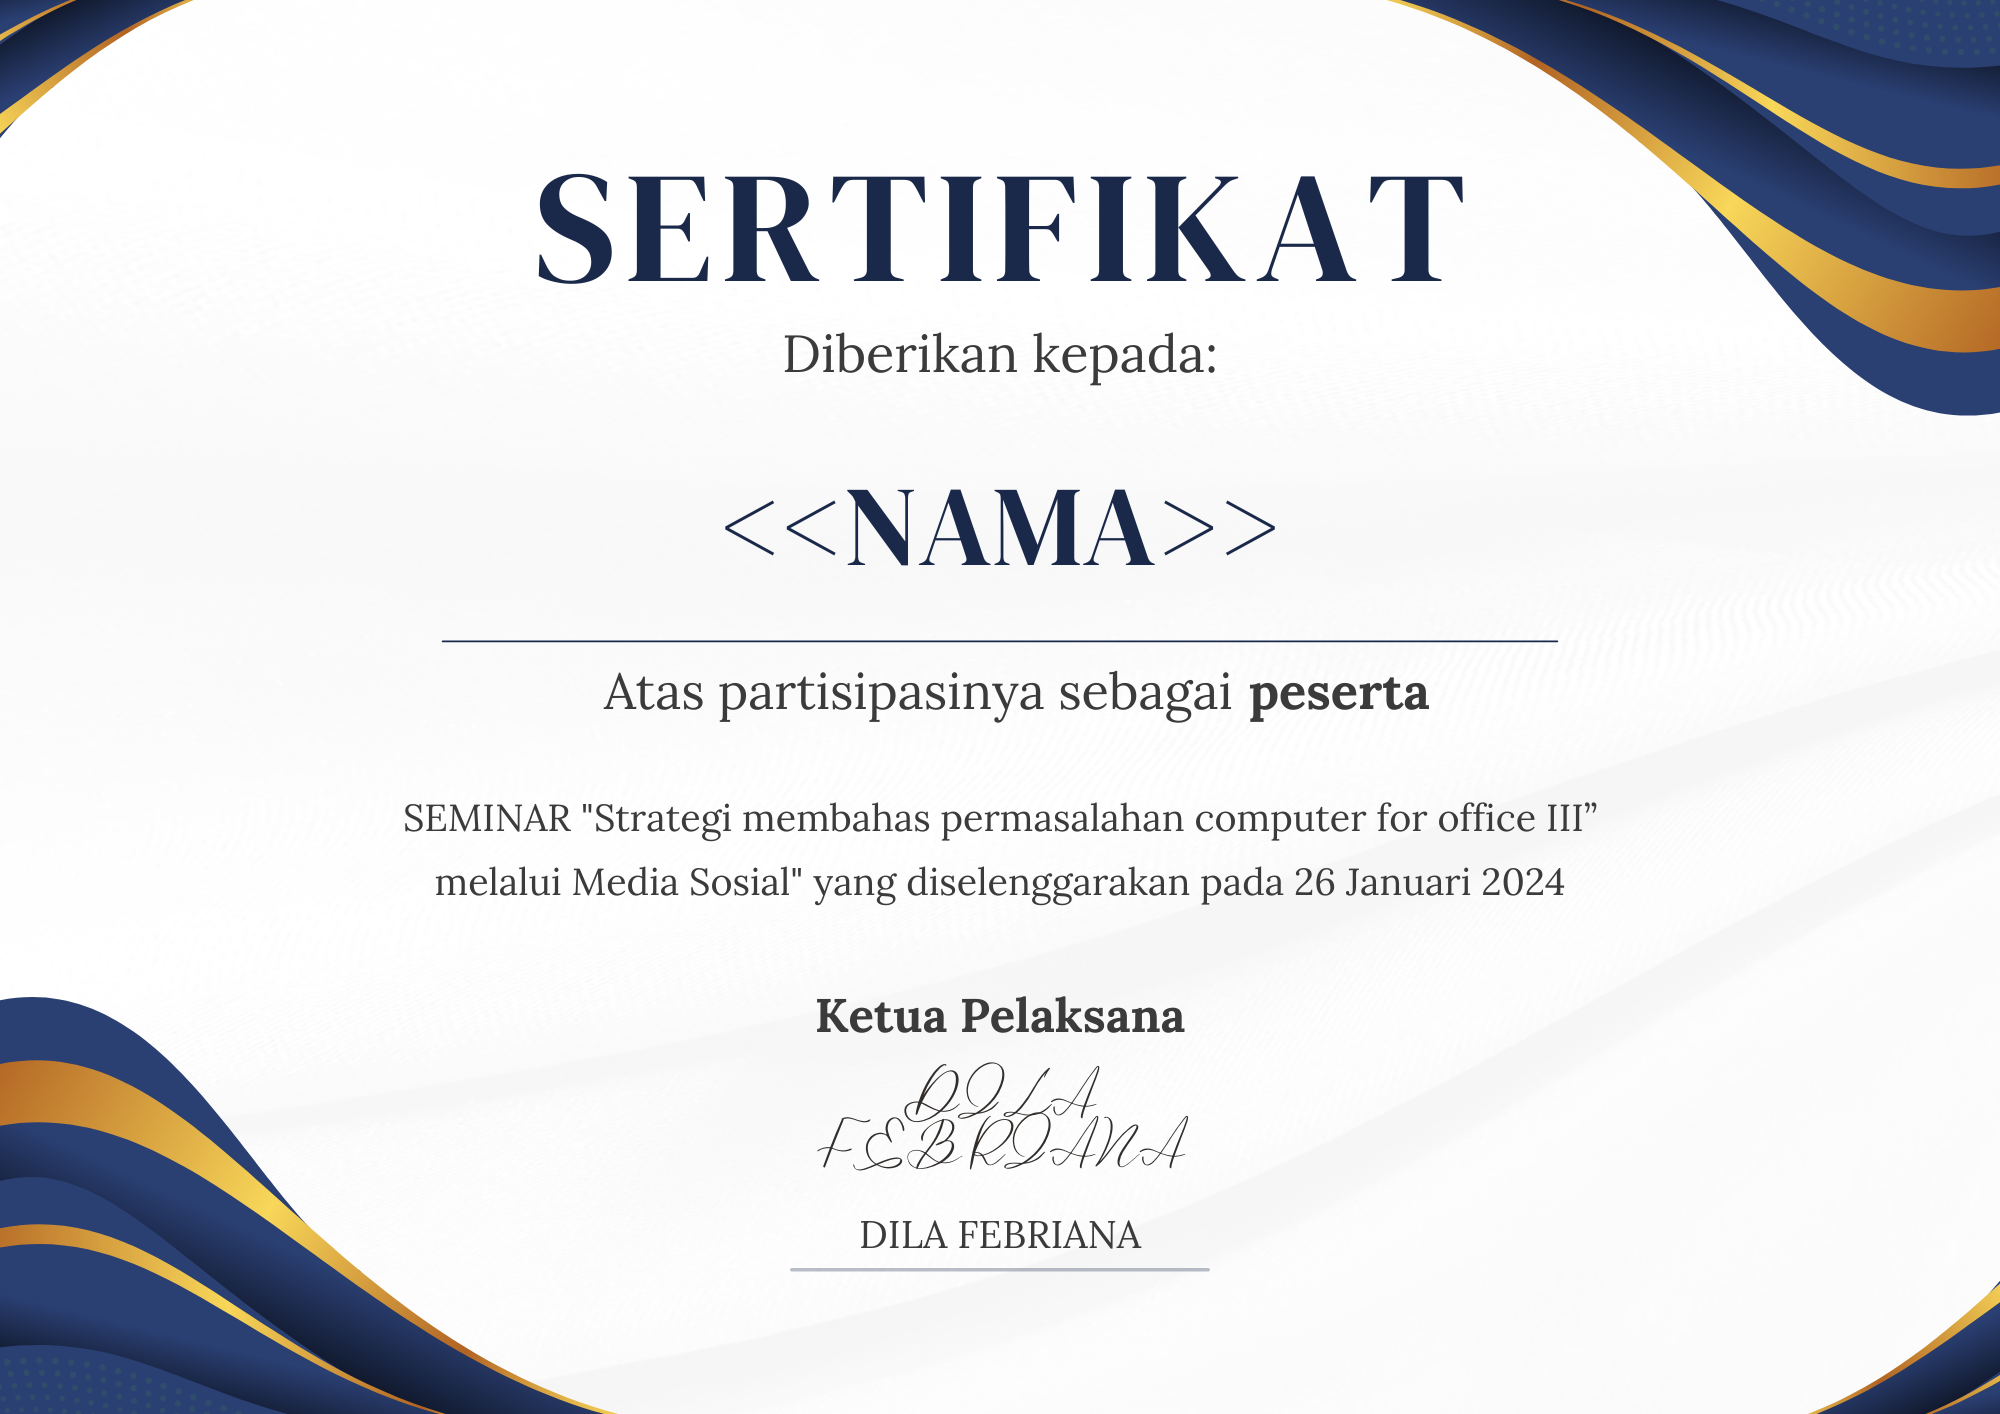 SERTIFIKAT
Diberikan kepada:
<<NAMA>>
Atas partisipasinya sebagai peserta
SEMINAR "Strategi membahas permasalahan computer for office III”
melalui Media Sosial" yang diselenggarakan pada 26 Januari 2024
Ketua Pelaksana
DILA
FEBRIANA
DILA FEBRIANA